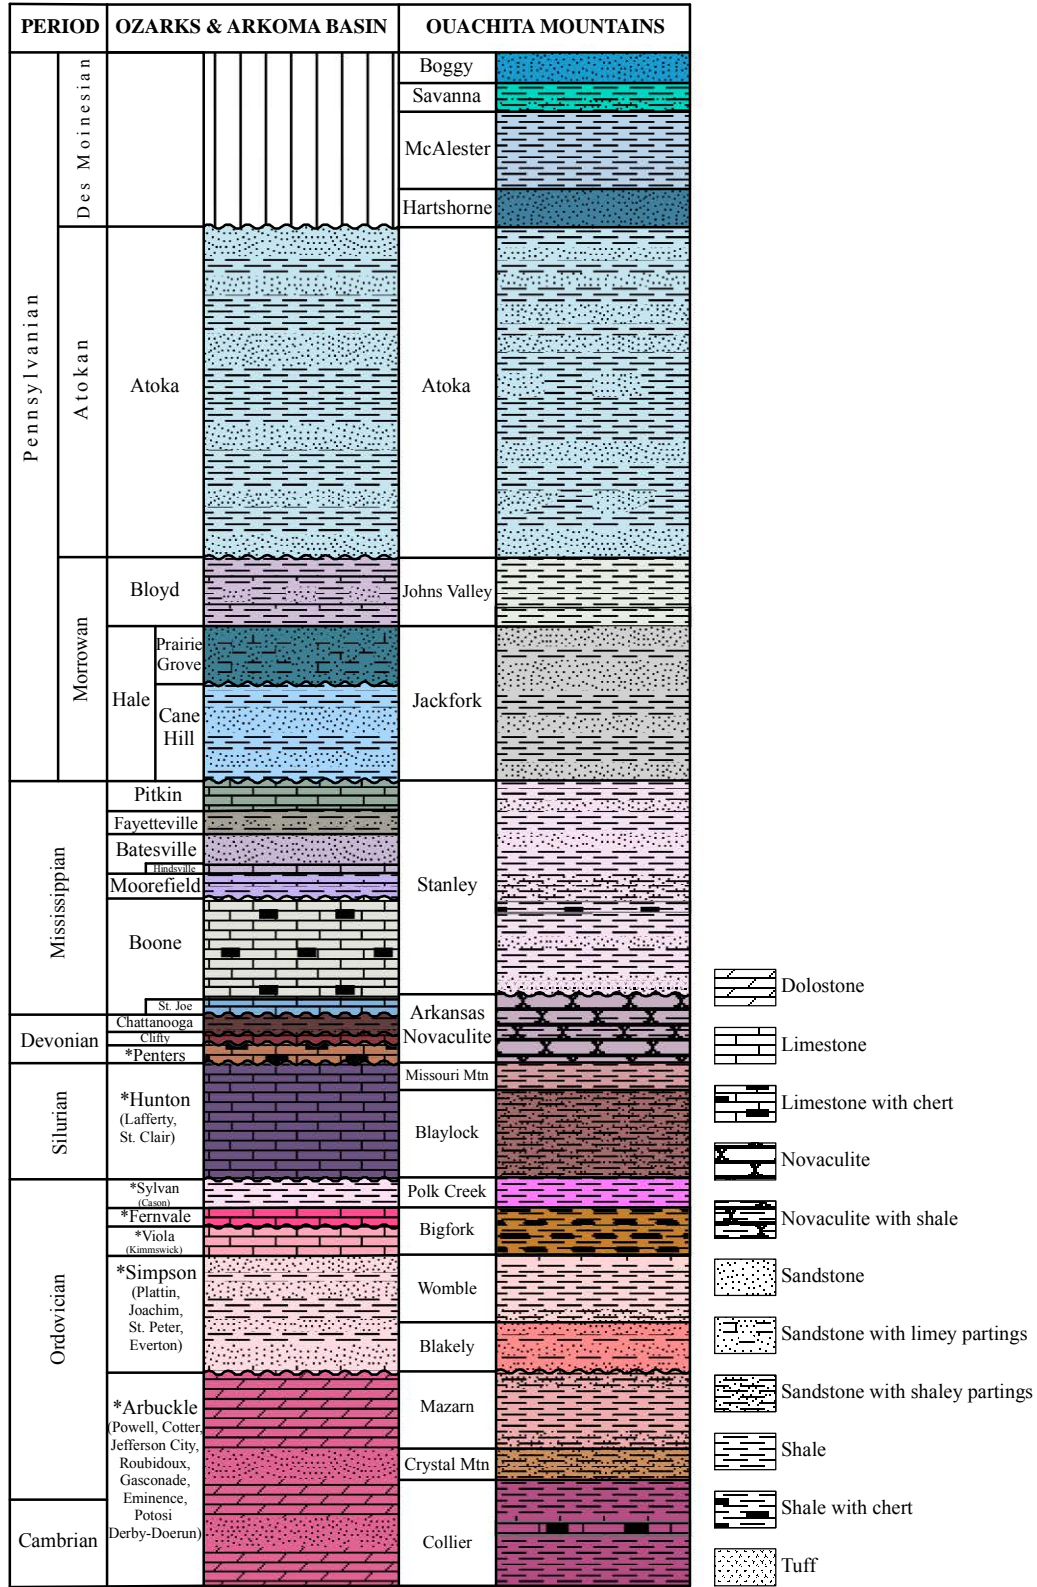 PERIOD
OZARKS & ARKOMA BASIN
OUACHITA MOUNTAINS
Pennsylvanian
Des Moinesian
Atokan
Morrowan
Mississippian
Devonian
Silurian
Ordovician
Cambrian
Atoka
Bloyd
Hale
Prairie
Grove
Cane
Hill
Pitkin
Fayetteville
Batesville
Hindsville
Moorefield
Boone
St. Joe
Chattanooga
Clifty
*Penters
*Hunton
(Lafferty,
St. Clair)
*Sylvan
(Cason)
*Fernvale
*Viola
(Kimmswick)
*Simpson
(Plattin,
Joachim,
St. Peter,
Everton)
*Arbuckle
(Powell, Cotter,
Jefferson City,
Roubidoux,
Gasconade,
Eminence,
Potosi
Derby-Doerun)
Boggy
Savanna
McAlester
Hartshorne
Atoka
Johns Valley
Jackfork
Stanley
Arkansas
Novaculite
Missouri Mtn
Blaylock
Polk Creek
Bigfork
Womble
Blakely
Mazarn
Crystal Mtn
Collier
Dolostone
Limestone
Limestone with chert
Novaculite
Novaculite with shale
Sandstone
Sandstone with limey partings
Sandstone with shaley partings
Shale
Shale with chert
Tuff